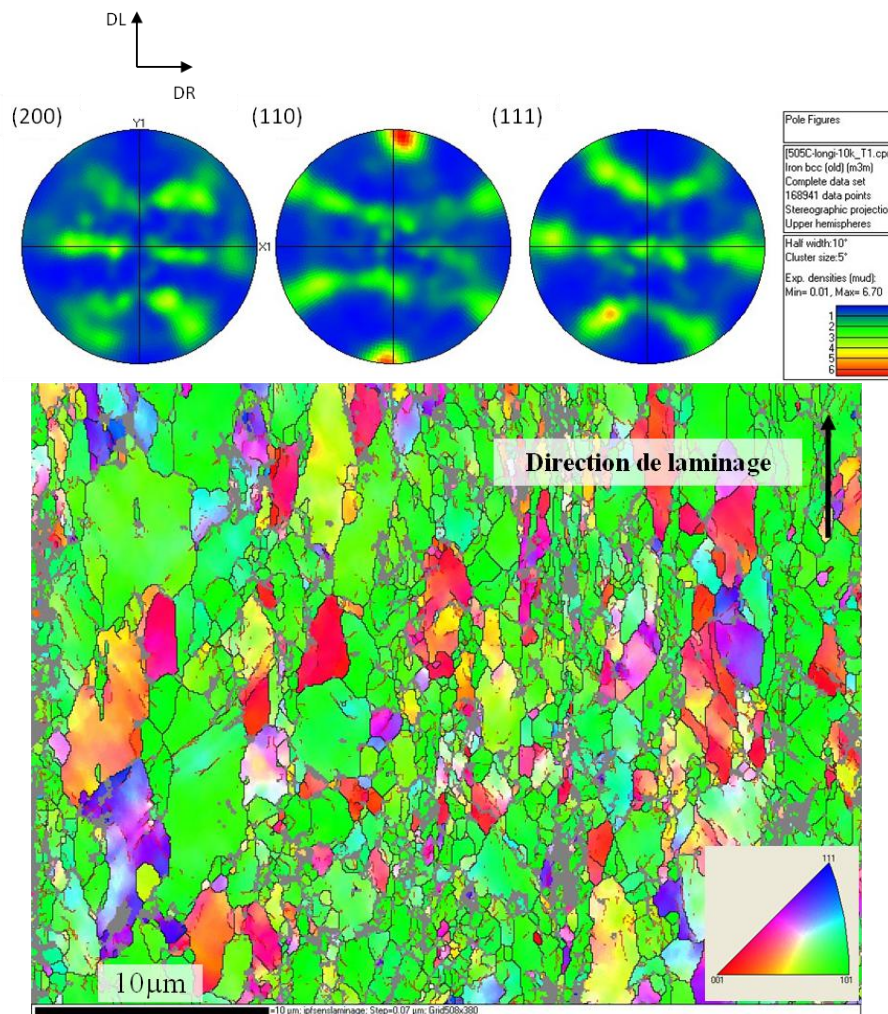 DL
DR
(200)
(110)
(111)
Y1
X1
Pole Figures
[505C-longi-10k_T1.cp
Iron bcc (old) (m3m)
Complete data set
168941 data points
Stereographic projectio
Upper hemispheres
Half width:10°
Cluster size:5°
Exp. densities (mud):
Min= 0.01, Max= 6.70
1
2
3
4
5
6
Direction de laminage
111
001
101
10µm
=10 µm; ipfsenslaminage; Step=0.07 µm; Grid508x380